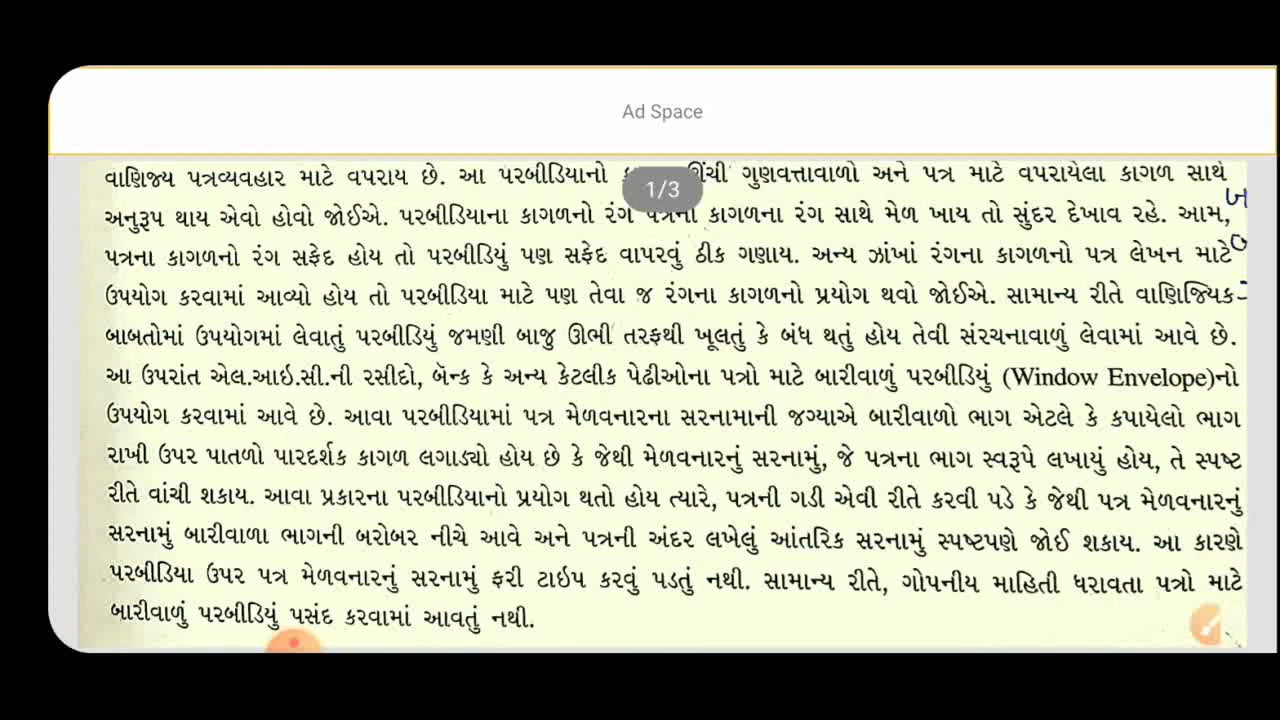 Ad Space
વાણિજ્ય પત્રવ્યવહાર માટે વપરાય છે. આ પરબીડિયાનો ઊંચી ગુણવત્તાવાળો અને પત્ર માટે વપરાયેલા કાગળ સાથે
1/3
અનુરૂપ થાય એવો હોવો જોઈએ. પરબીડિયાના કાગળનો રંગ પત્રના કાગળના રંગ સાથે મેળ ખાય તો સુંદર દેખાવ રહે. આમ,
પત્રના કાગળનો રંગ સફેદ હોય તો પરબીડિયું પણ સફેદ વાપરવું ઠીક ગણાય. અન્ય ઝાંખાં રંગના કાગળનો પત્ર લેખન માટે
ઉપયોગ કરવામાં આવ્યો હોય તો પરબીડિયા માટે પણ તેવા જ રંગના કાગળનો પ્રયોગ થવો જોઈએ. સામાન્ય રીતે વાણિજ્યિક
બાબતોમાં ઉપયોગમાં લેવાતું પરબીડિયું જમણી બાજુ ઊભી તરફથી ખૂલતું કે બંધ થતું હોય તેવી સંરચનાવાળું લેવામાં આવે છે.
આ ઉપરાંત એલ.આઇ.સી.ની રસીદો, બૅન્ક કે અન્ય કેટલીક પેઢીઓના પત્રો માટે બારીવાળું પરબીડિયું (Window Envelope)નો
ઉપયોગ કરવામાં આવે છે. આવા પરબીડિયામાં પત્ર મેળવનારના સરનામાની જગ્યાએ બારીવાળો ભાગ એટલે કે કપાયેલો ભાગ
રાખી ઉપર પાતળો પારદર્શક કાગળ લગાડ્યો હોય છે કે જેથી મેળવનારનું સરનામું, જે પત્રના ભાગ સ્વરૂપે લખાયું હોય, તે સ્પષ્ટ
રીતે વાંચી શકાય. આવા પ્રકારના પરબીડિયાનો પ્રયોગ થતો હોય ત્યારે, પત્રની ગડી એવી રીતે કરવી પડે કે જેથી પત્ર મેળવનારનું
સરનામું બારીવાળા ભાગની બરોબર નીચે આવે અને પત્રની અંદર લખેલું આંતરિક સરનામું સ્પષ્ટપણે જોઈ શકાય. આ કારણે
પરબીડિયા ઉપર પત્ર મેળવનારનું સરનામું ફરી ટાઇપ કરવું પડતું નથી. સામાન્ય રીતે, ગોપનીય માહિતી ધરાવતા પત્રો માટે
બારીવાળું પરબીડિયું પસંદ કરવામાં આવતું નથી.